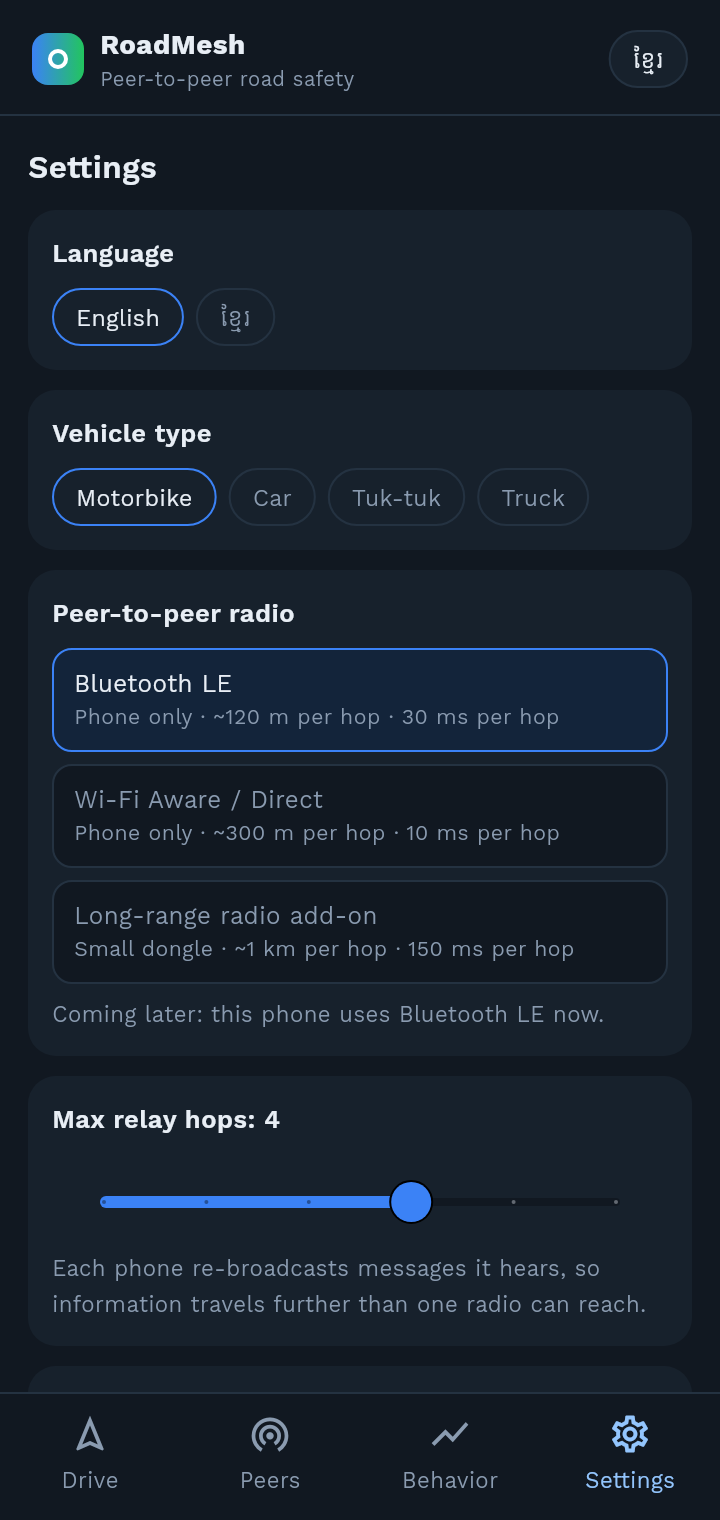 RoadMesh
Peer-to-peer road safety
ខ្មែរ
Settings
Language
English
ខ្មែរ
Vehicle type
Motorbike
Car
Tuk-tuk
Truck
Peer-to-peer radio
Bluetooth LE
Phone only · ~120 m per hop · 30 ms per hop
Wi-Fi Aware / Direct
Phone only · ~300 m per hop · 10 ms per hop
Long-range radio add-on
Small dongle · ~1 km per hop · 150 ms per hop
Coming later: this phone uses Bluetooth LE now.
Max relay hops: 4
Each phone re-broadcasts messages it hears, so
information travels further than one radio can reach.
Drive
Peers
Behavior
Settings